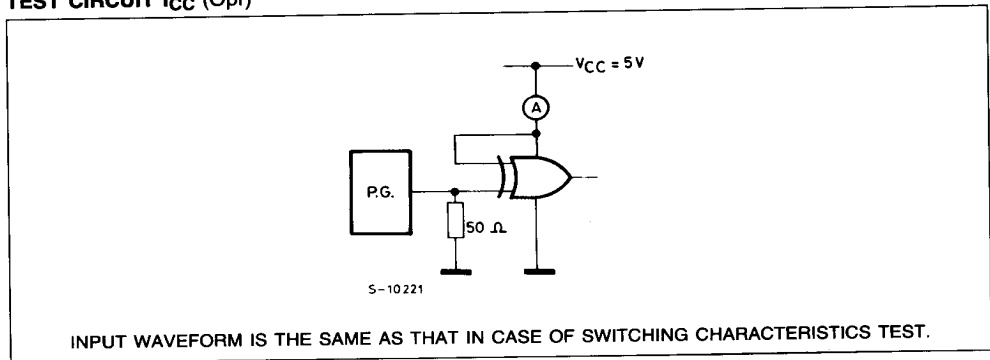 TEST CIRCUIT ICC (Opr)
VCC = 5V
A
P.G.
50 Ω
S-10221
INPUT WAVEFORM IS THE SAME AS THAT IN CASE OF SWITCHING CHARACTERISTICS TEST.